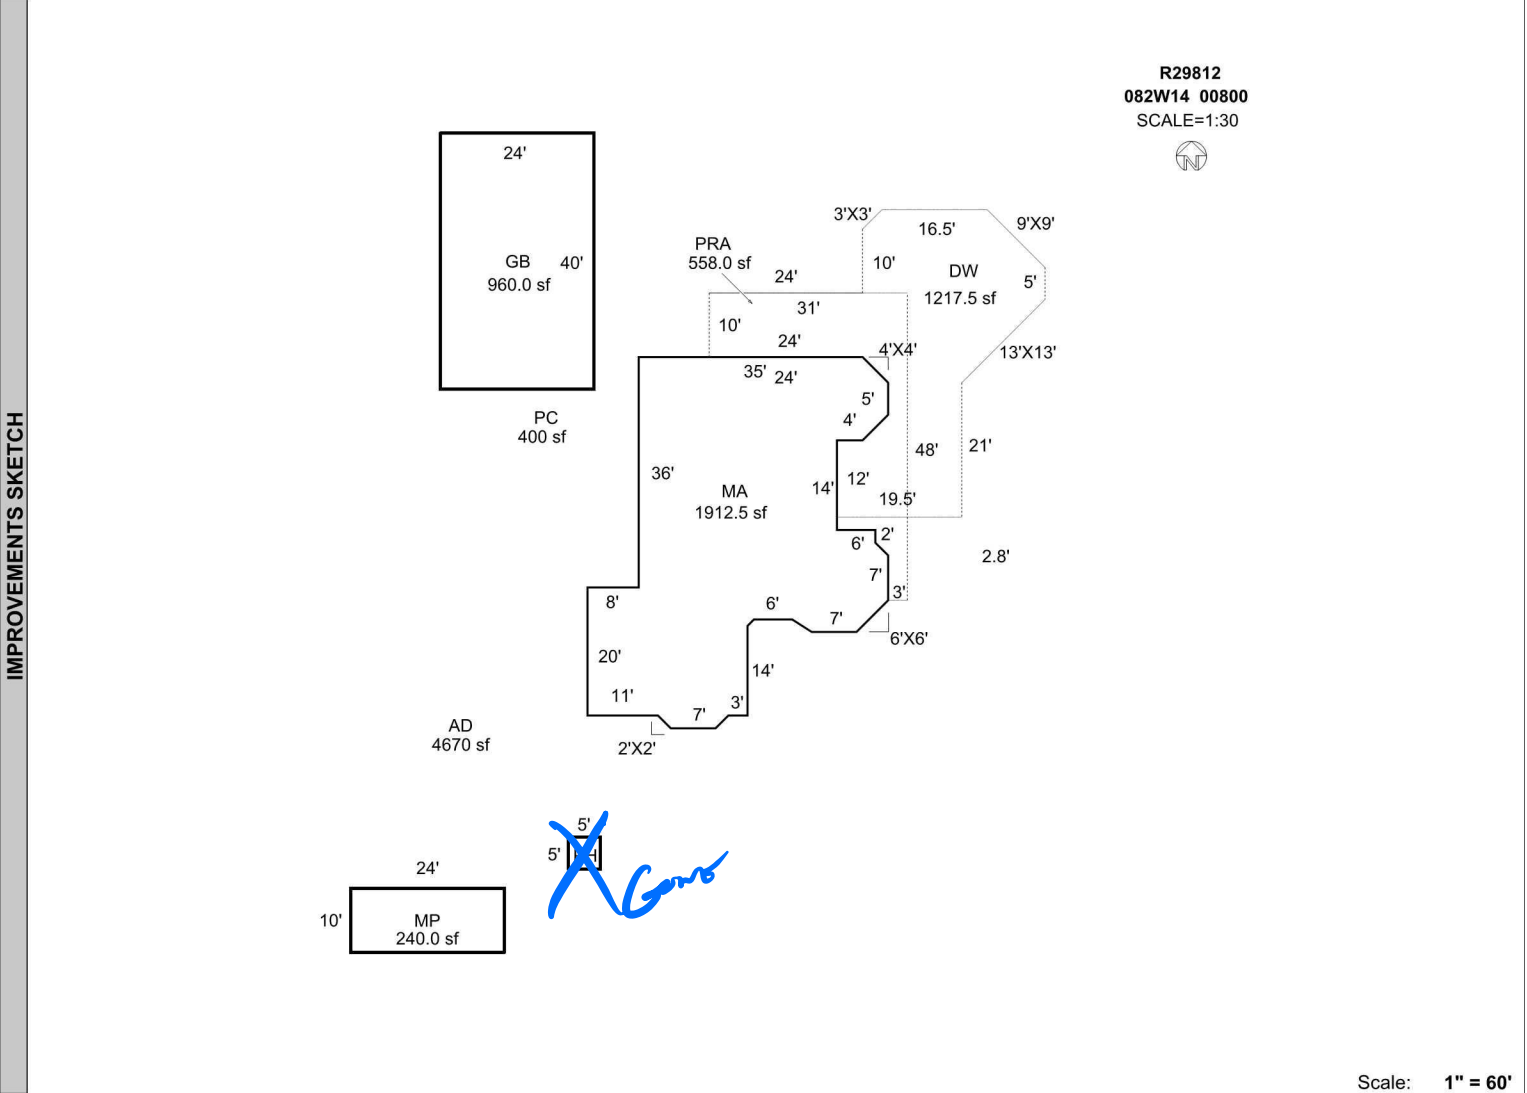 IMPROVEMENTS SKETCH
R29812
082W14 00800
SCALE=1:30
N
24'
GB
960.0 sf
40'
PC
400 sf
PRA
558.0 sf
24'
31'
10'
24'
3'X3'
16.5'
9'X9'
10'
DW
1217.5 sf
5'
13'X13'
4'X4'
35'
24'
5'
4'
36'
MA
1912.5 sf
14'
12'
48'
21'
19.5'
6'
2'
2.8'
7'
3'
8'
6'
7'
6'X6'
20'
14'
11'
7'
3'
2'X2'
AD
4670 sf
5'
5'
Gone
24'
10'
MP
240.0 sf
Scale: 1" = 60'